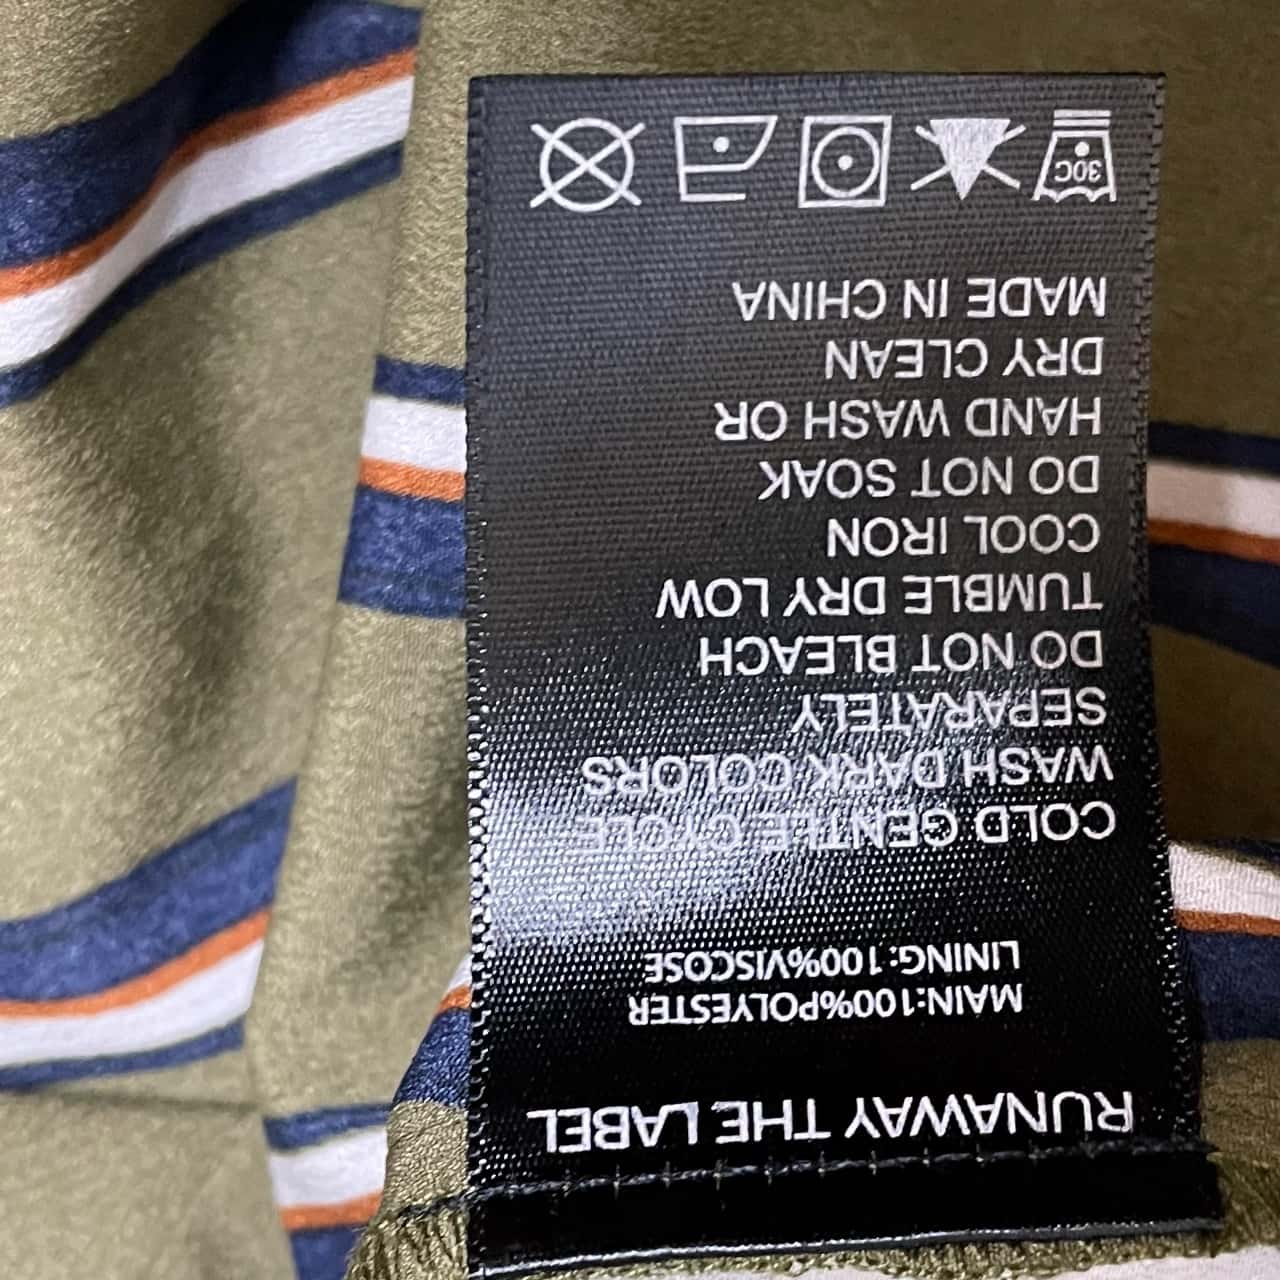 RUNAWAY THE LABEL
MAIN:100%POLYESTER
LINING:100%VISCOSE
COLD GENTLE CYCLE
WASH DARK COLORS
SEPARATELY
DO NOT BLEACH
TUMBLE DRY LOW
COOL IRON
DO NOT SOAK
HAND WASH OR
DRY CLEAN
MADE IN CHINA
30C